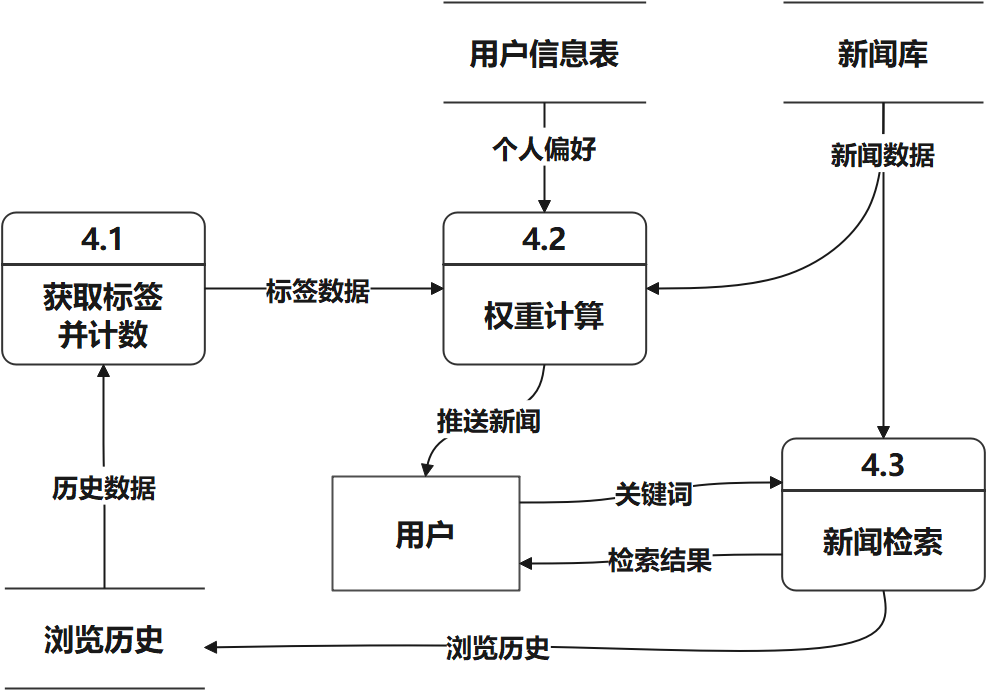 用户信息表
新闻库
个人偏好
新闻数据
4.1
获取标签
并计数
标签数据
4.2
权重计算
推送新闻
历史数据
用户
关键词
检索结果
4.3
新闻检索
浏览历史
浏览历史